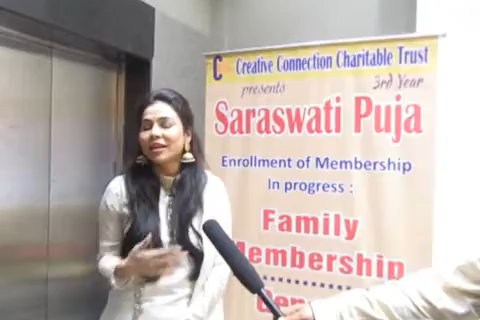 C Creative Connection Charitable Trust
presents 3rd Year
Saraswati Puja
Enrollment of Membership
In progress :
Family
Membership